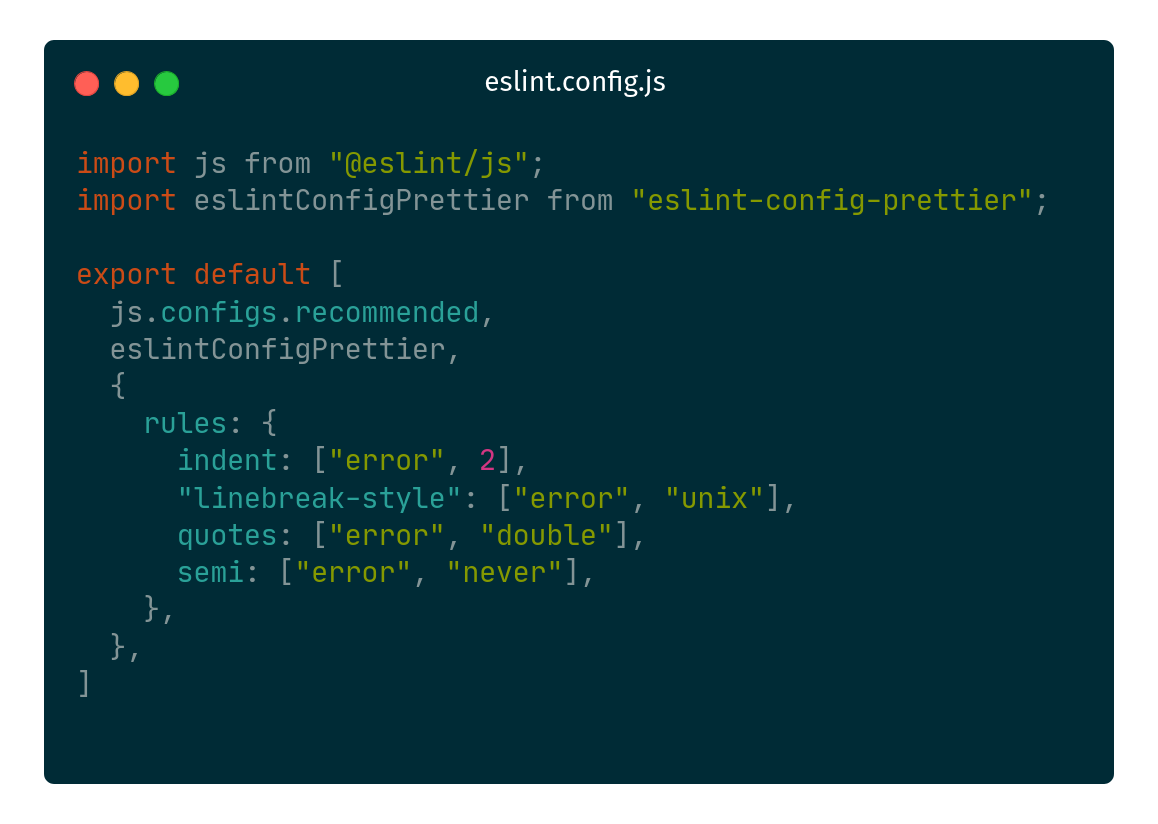 eslint.config.js
import js from "@eslint/js";
import eslintConfigPrettier from "eslint-config-prettier";
export default [
  js.configs.recommended,
  eslintConfigPrettier,
  {
    rules: {
      indent: ["error", 2],
      "linebreak-style": ["error", "unix"],
      quotes: ["error", "double"],
      semi: ["error", "never"],
    },
  },
]